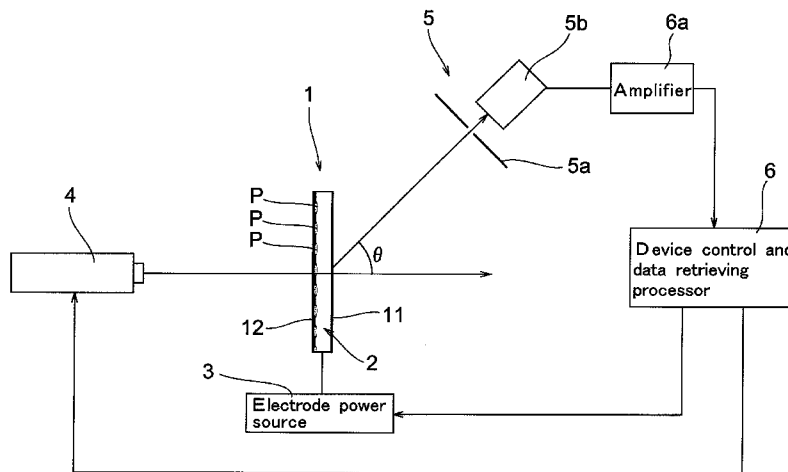 5
5b
6a
Amplifier
5a
1
P
P
P
4
θ
6
Device control and
data retrieving
processor
12
11
2
3
Electrode power
source